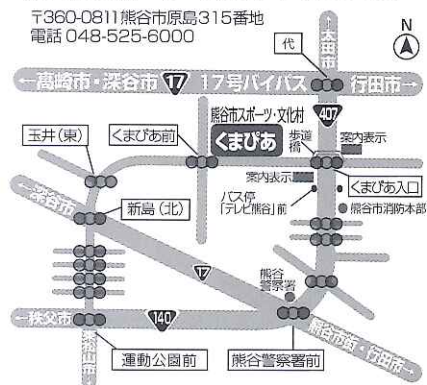 〒360-0811熊谷市原島315番地
電話 048-525-6000
N
代
太田市
←高崎市・深谷市 17 17号バイパス 行田市→
熊谷市スポーツ・文化村
くまぴあ
407
玉井(東)
くまぴあ前
歩道橋
案内表示
案内表示
くまぴあ入口
バス停
「テレビ熊谷」前
熊谷市消防本部
←深谷市
新島(北)
17
熊谷
警察署
←秩父市
140
東松山市
運動公園前
熊谷警察署前
熊谷市街・行田市→